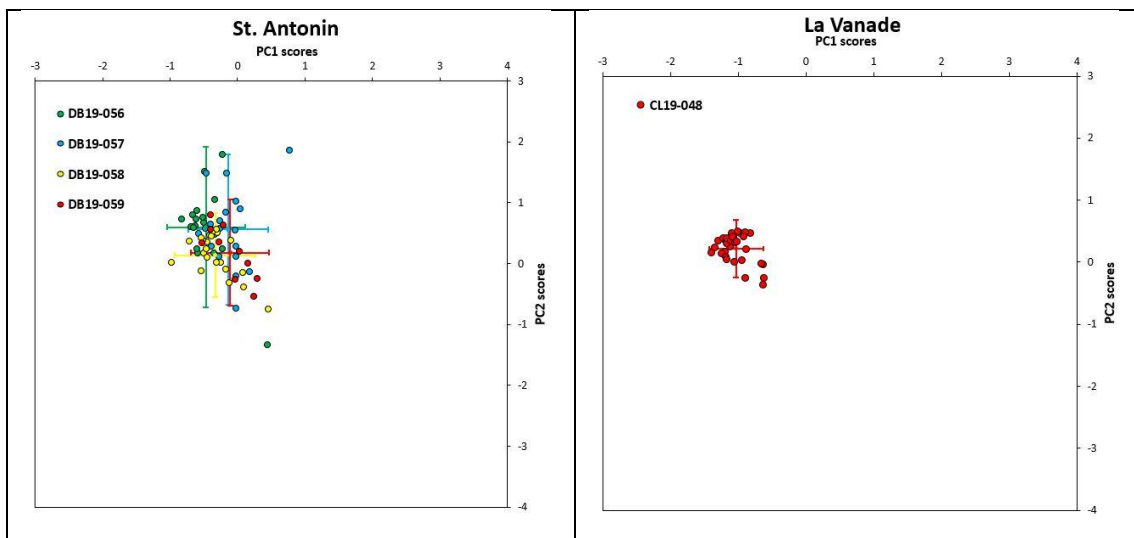 St. Antonin
PC1 scores
-3 -2 -1 0 1 2 3 4
3
DB19-056
2
DB19-057
DB19-058
1
DB19-059
0
PC2 scores
-1
-2
-3
-4
La Vanade
PC1 scores
-3 -2 -1 0 1 2 3 4
3
CL19-048
2
1
0
PC2 scores
-1
-2
-3
-4